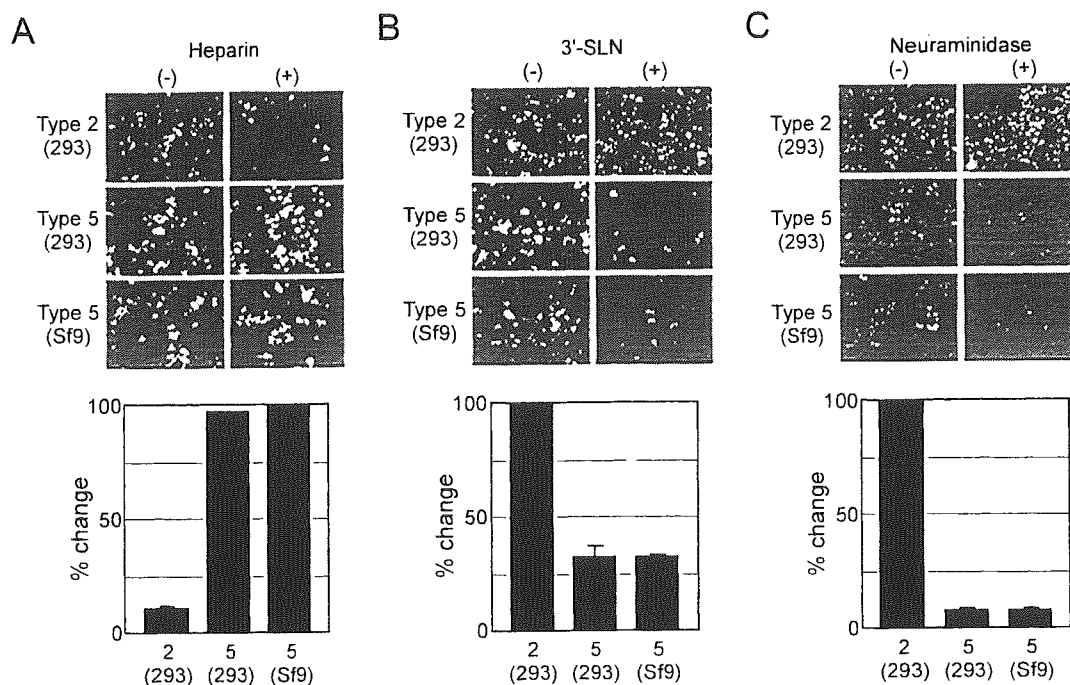 A
Heparin
(-) (+)
Type 2
(293)
Type 5
(293)
Type 5
(Sf9)
% change
100
50
0
2
(293)
5
(293)
5
(Sf9)
B
3'-SLN
(-) (+)
Type 2
(293)
Type 5
(293)
Type 5
(Sf9)
% change
100
50
0
2
(293)
5
(293)
5
(Sf9)
C
Neuraminidase
(-) (+)
Type 2
(293)
Type 5
(293)
Type 5
(Sf9)
% change
100
50
0
2
(293)
5
(293)
5
(Sf9)